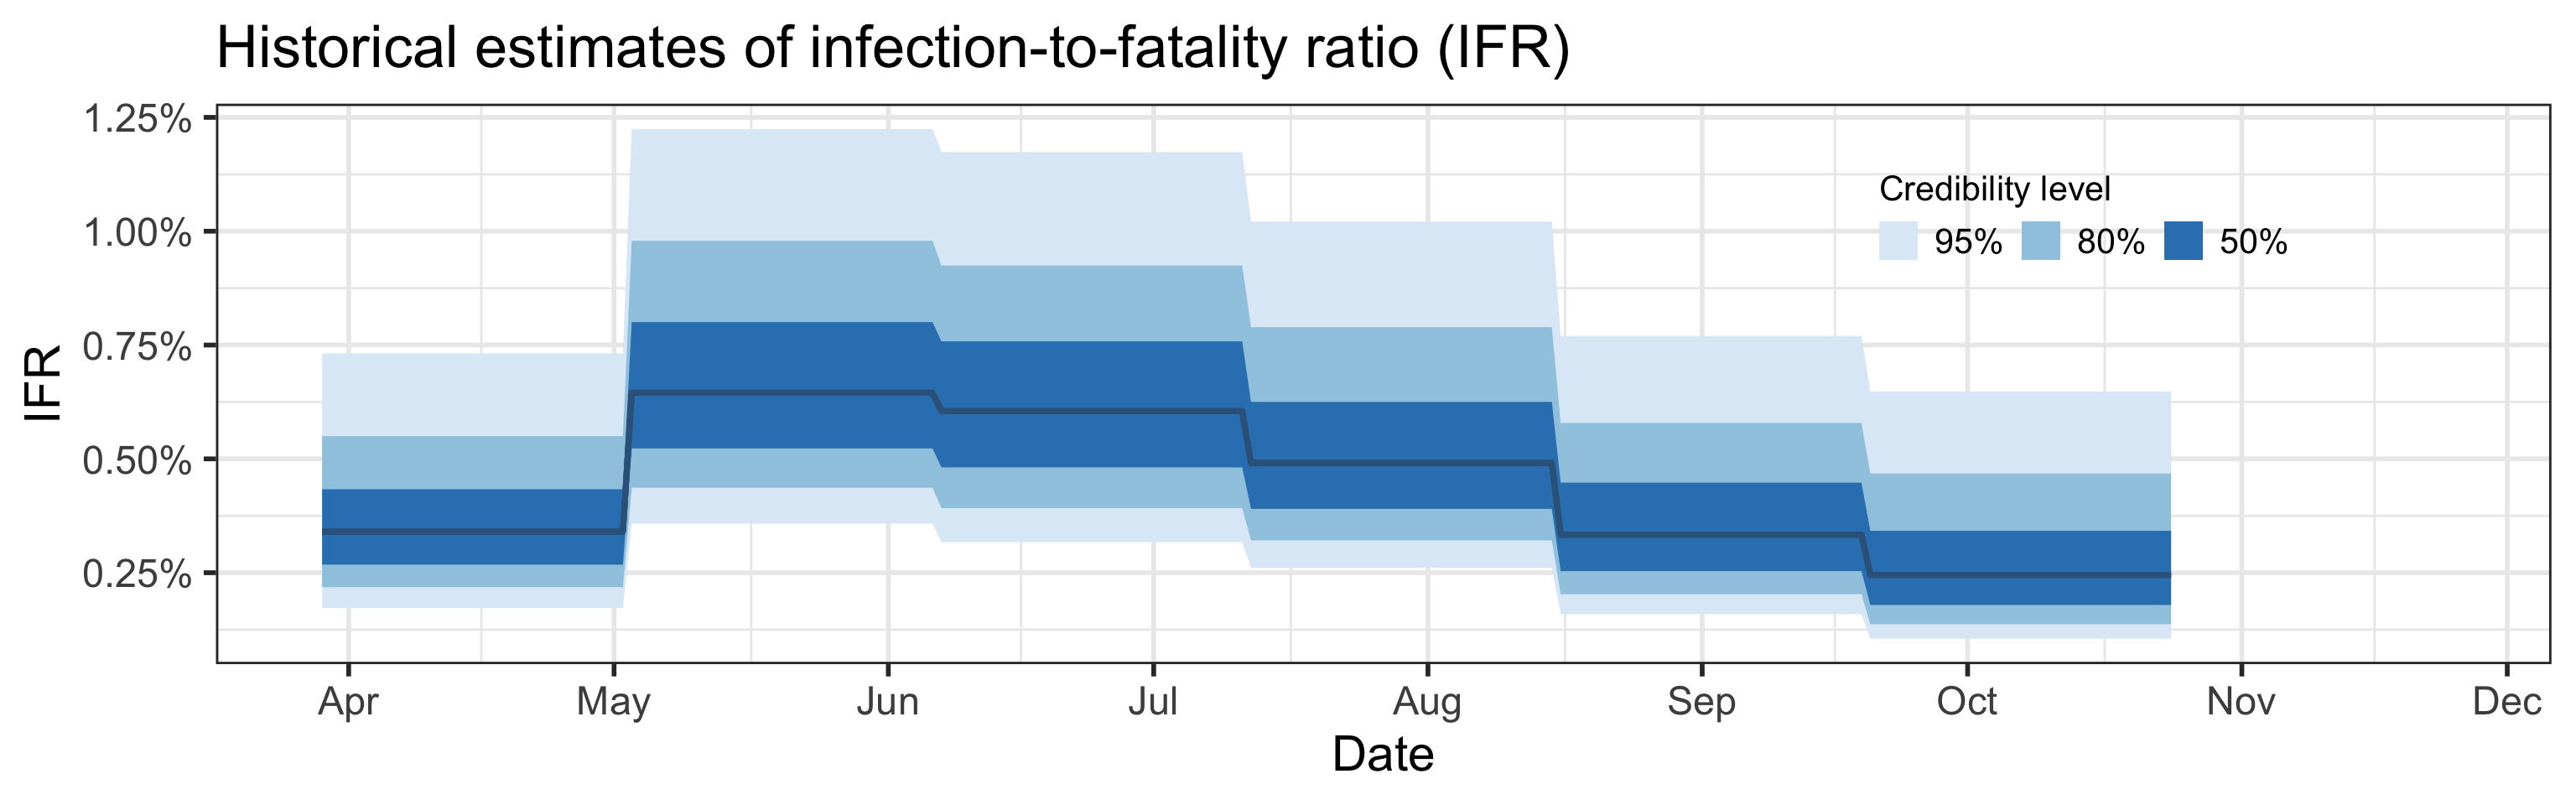 Historical estimates of infection-to-fatality ratio (IFR)
1.25%
1.00%
0.75%
0.50%
0.25%
IFR
Credibility level
95% 80% 50%
Apr May Jun Jul Aug Sep Oct Nov Dec
Date